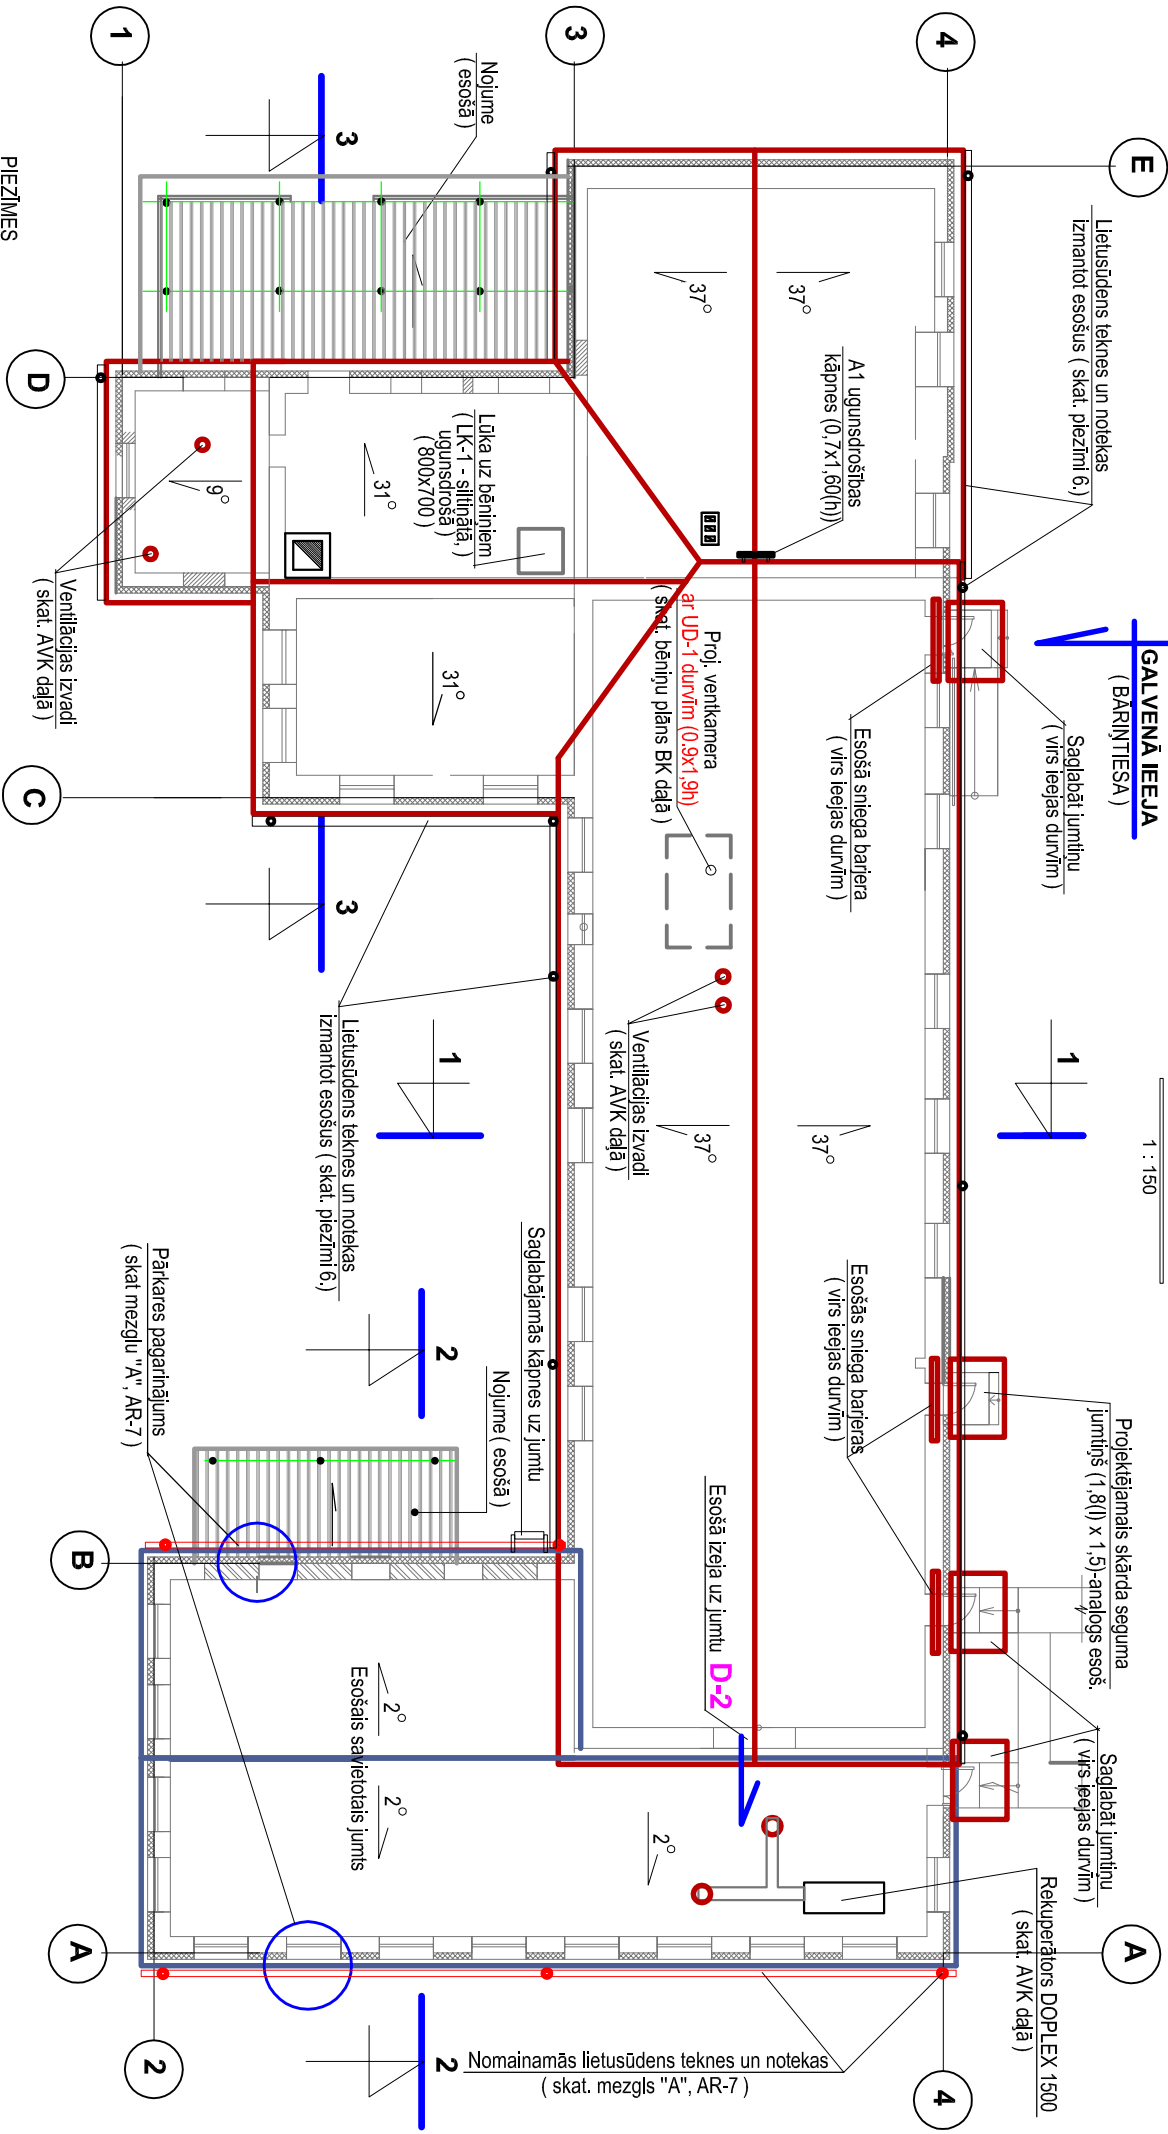 GALVENĀ IEEJA
( BĀRIŅTIESA )
1 : 150
E
Lietusūdens teknes un notekas
izmantot esošus ( skat. piezīmi 6.)
Saglabāt jumtiņu
( virs ieejas durvīm )
1
Projektējamais skārda seguma
jumtiņš (1,8(l) x 1,5)-analogs esoš.
Saglabāt jumtiņu
( virs ieejas durvīm )
A
Rekuperātors DOPLEX 1500
( skat. AVK daļā )
4
4
A1 ugunsdrošības
kāpnes (0,7x1,60(h))
Esošā sniega barjera
( virs ieejas durvīm )
Esošās sniega barjeras
( virs ieejas durvīm )
37°
37°
37°
37°
Proj. ventkamera
ar UD-1 durvīm (0.9x1,9h)
( skat. bēniņu plāns BK daļā )
Ventilācijas izvadi
( skat. AVK daļā )
Esošā izeja uz jumtu D-2
2°
3
Nojume
( esošā )
Lūka uz bēniņiem
( LK-1 - siltinātā,
ugunsdrošā )
( 800x700 )
31°
31°
9°
1
Saglabājamās kāpnes uz jumtu
Nojume ( esošā )
2
2°
2°
Esošais savietotais jumts
2
Nomaināmās lietusūdens teknes un notekas
( skat. mezgls "A", AR-7 )
3
3
Lietusūdens teknes un notekas
izmantot esošus ( skat. piezīmi 6.)
Pārkares pagarinājums
( skat mezglu "A", AR-7 )
1
D
Ventilācijas izvadi
( skat. AVK daļā )
C
B
A
2
PIEZĪMES